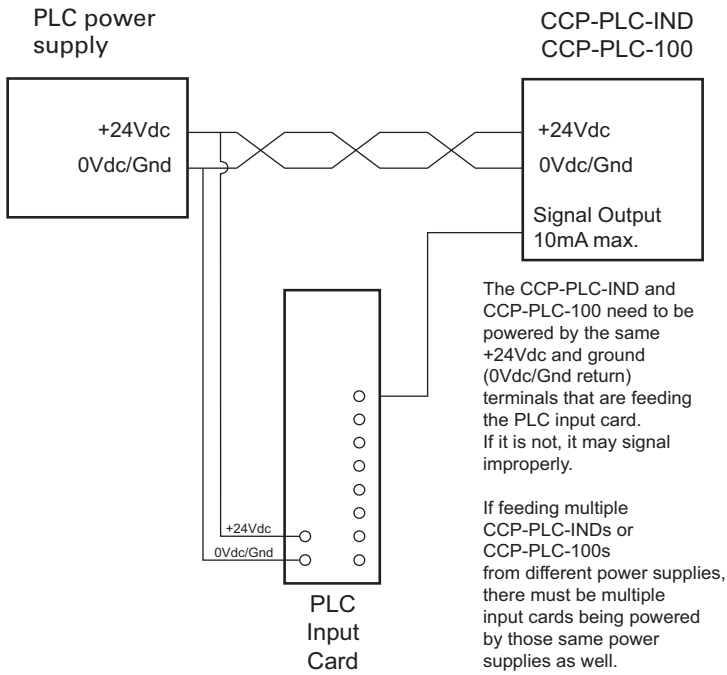 PLC power
supply
CCP-PLC-IND
CCP-PLC-100
+24Vdc
0Vdc/Gnd
+24Vdc
0Vdc/Gnd
Signal Output
10mA max.
The CCP-PLC-IND and
CCP-PLC-100 need to be
powered by the same
+24Vdc and ground
(0Vdc/Gnd return)
terminals that are feeding
the PLC input card.
If it is not, it may signal
improperly.
If feeding multiple
CCP-PLC-INDs or
CCP-PLC-100s
from different power supplies,
there must be multiple
input cards being powered
by those same power
supplies as well.
+24Vdc
0Vdc/Gnd
PLC
Input
Card